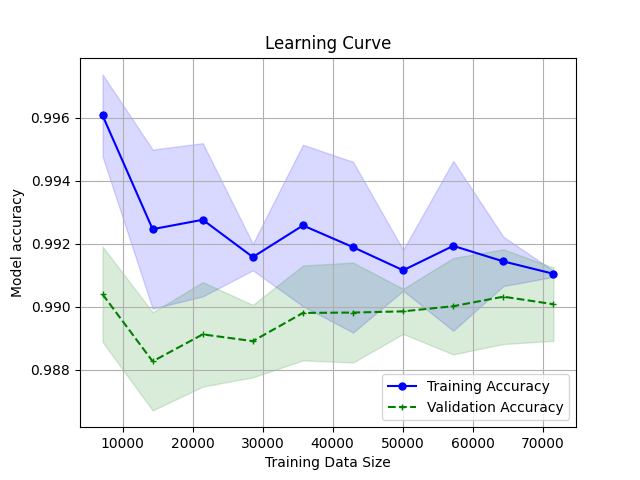 Learning Curve
0.996
0.994
0.992
0.990
0.988
Model accuracy
Training Accuracy
Validation Accuracy
10000 20000 30000 40000 50000 60000 70000
Training Data Size